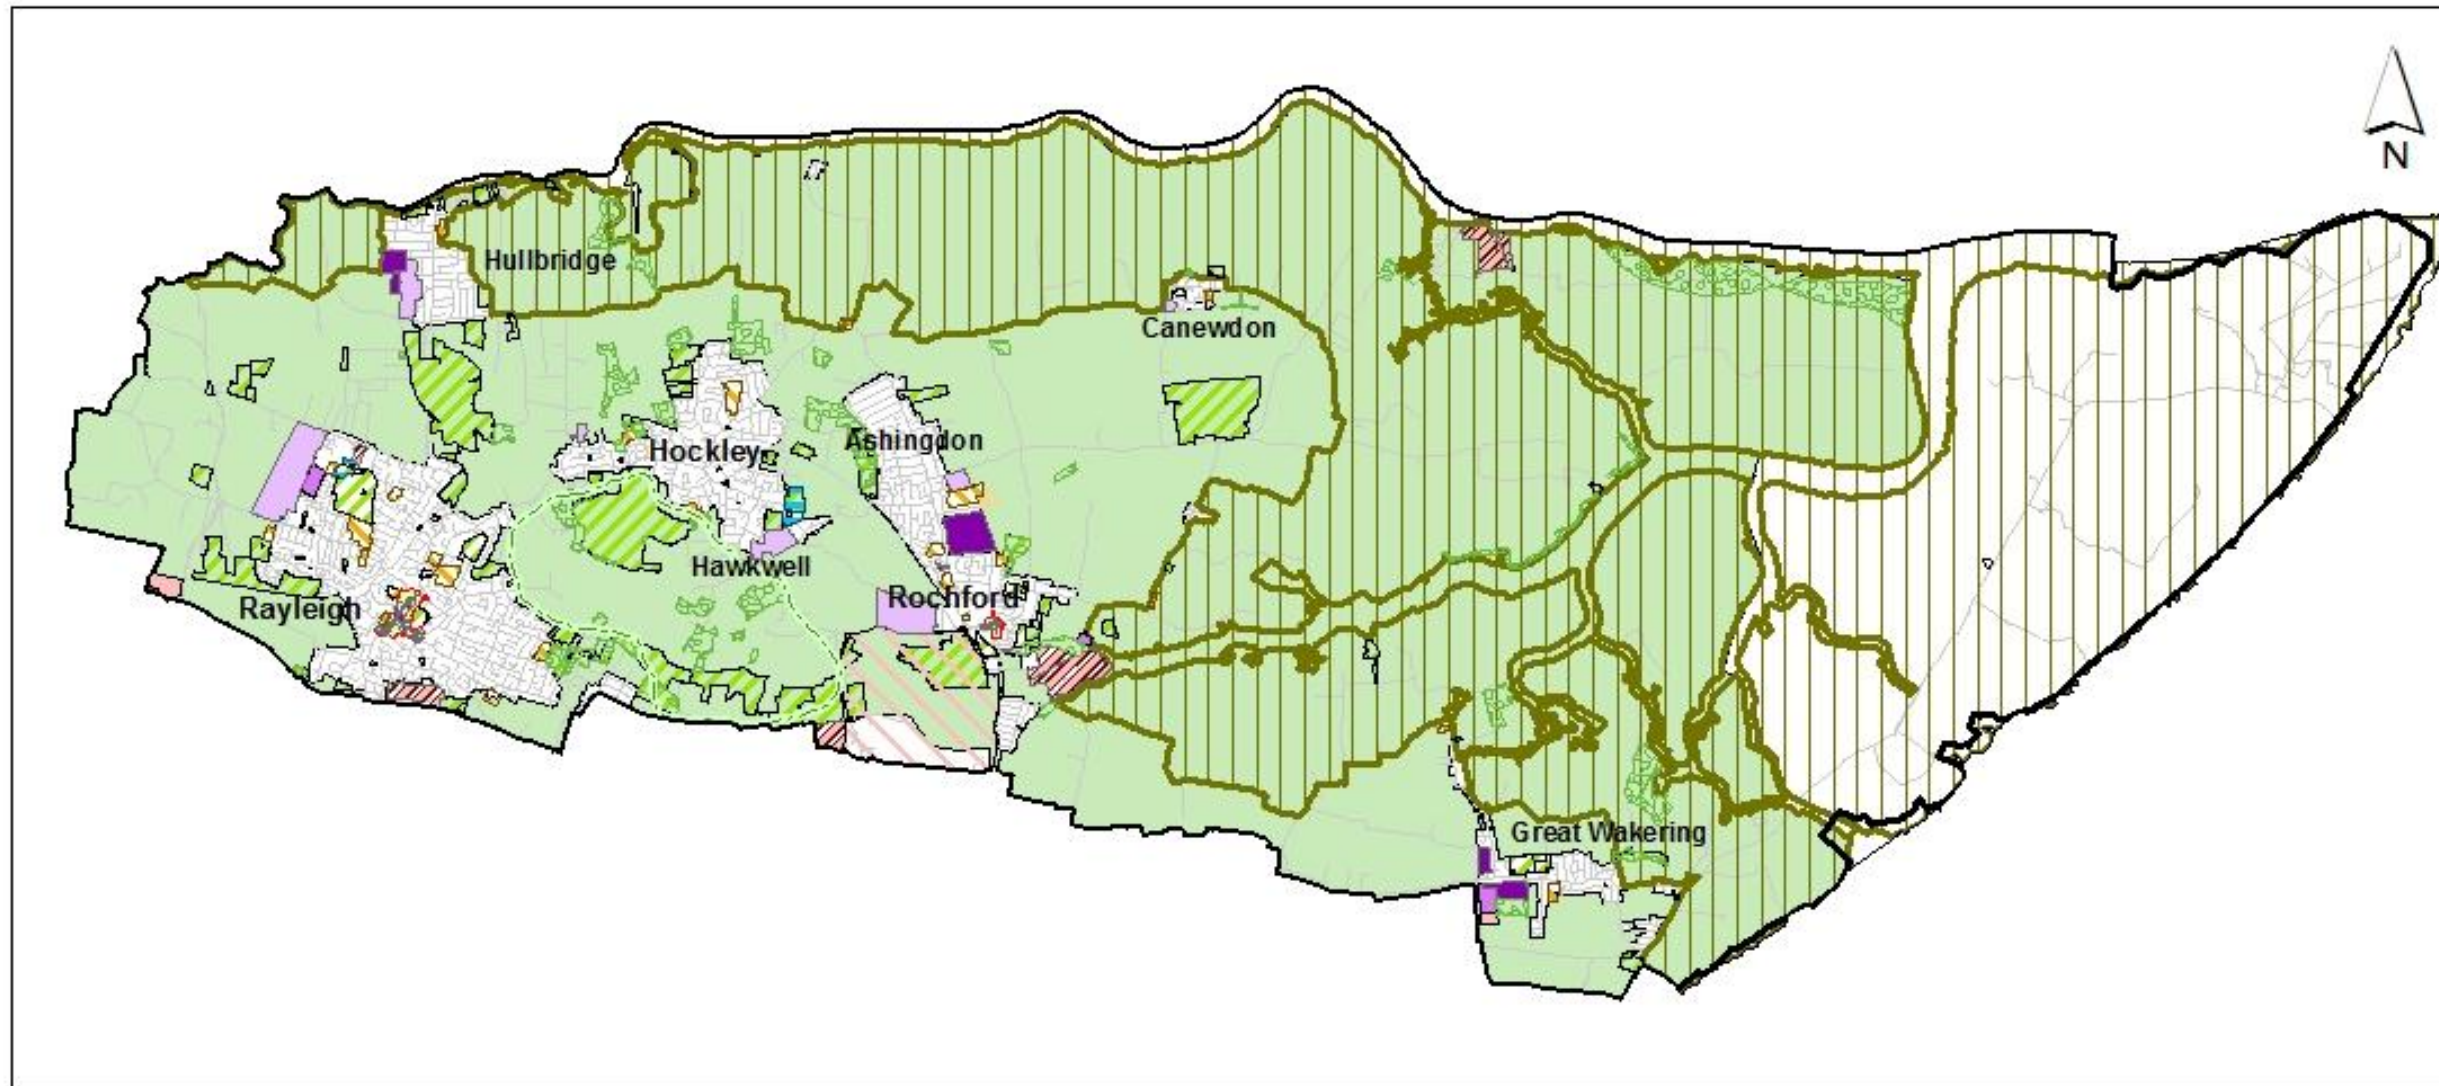 N
Hullbridge
Canewdon
Hockley
Ashingdon
Hawkwell
Rochford
Rayleigh
Great Wakering